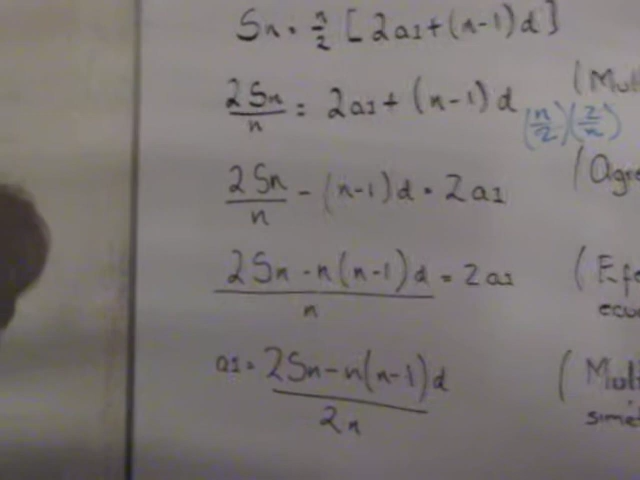 Sn = n/2 [2a1+(n-1)d]
2Sn/n = 2a1+(n-1)d (n/2)(2/n)
2Sn/n - (n-1)d = 2a1
2Sn-n(n-1)d/n = 2a1
a1 = 2Sn-n(n-1)d/2n